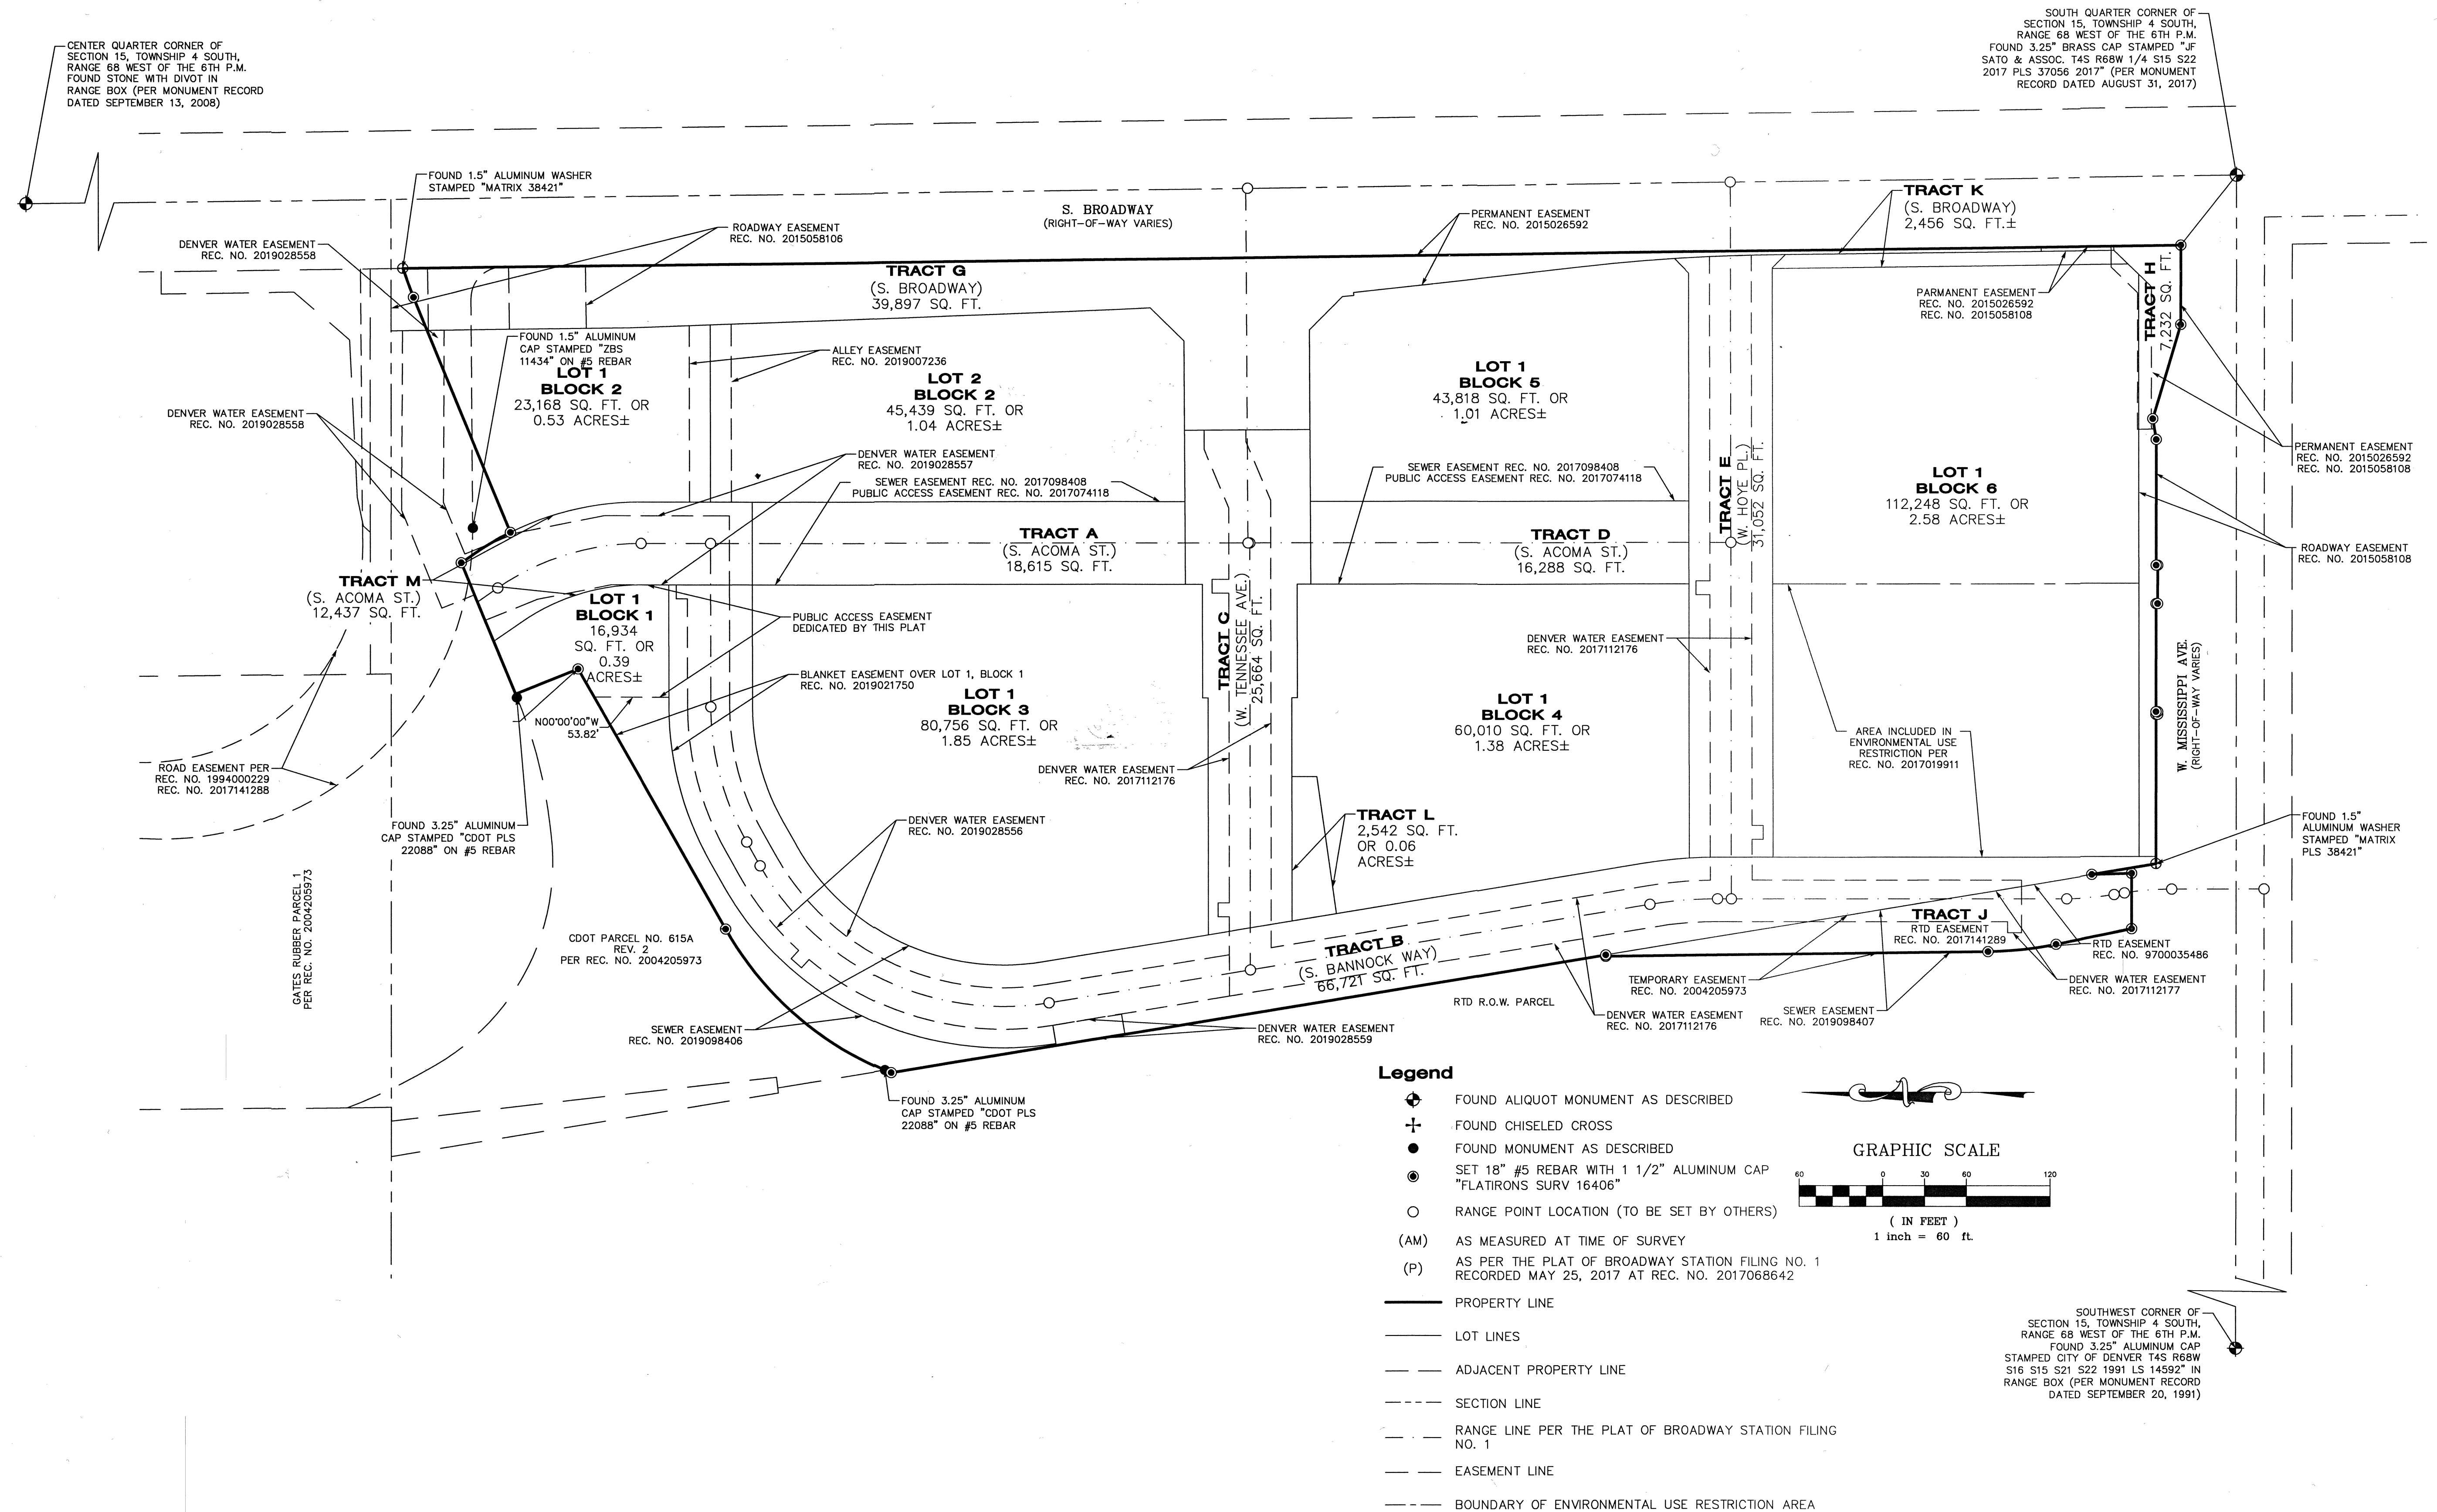 CENTER QUARTER CORNER OF
SECTION 15, TOWNSHIP 4 SOUTH,
RANGE 68 WEST OF THE 6TH P.M.
FOUND STONE WITH DIVOT IN
RANGE BOX (PER MONUMENT RECORD
DATED SEPTEMBER 13, 2008)
SOUTH QUARTER CORNER OF
SECTION 15, TOWNSHIP 4 SOUTH,
RANGE 68 WEST OF THE 6TH P.M.
FOUND 3.25" BRASS CAP STAMPED "JF
SATO & ASSOC. T4S R68W 1/4 S15 S22
2017 PLS 37056 2017" (PER MONUMENT
RECORD DATED AUGUST 31, 2017)
FOUND 1.5" ALUMINUM WASHER
STAMPED "MATRIX 38421"
ROADWAY EASEMENT
REC. NO. 2015058106
DENVER WATER EASEMENT
REC. NO. 2019028558
S. BROADWAY
(RIGHT-OF-WAY VARIES)
PERMANENT EASEMENT
REC. NO. 2015026592
TRACT K
(S. BROADWAY)
2,456 SQ. FT.±
TRACT G
(S. BROADWAY)
39,897 SQ. FT.
PARMANENT EASEMENT
REC. NO. 2015026592
REC. NO. 2015058108
TRACT H
7,232 SQ. FT.
FOUND 1.5" ALUMINUM
CAP STAMPED "ZBS
11434" ON #5 REBAR
LOT 1
BLOCK 2
23,168 SQ. FT. OR
0.53 ACRES±
ALLEY EASEMENT
REC. NO. 2019007236
LOT 2
BLOCK 2
45,439 SQ. FT. OR
1.04 ACRES±
LOT 1
BLOCK 5
43,818 SQ. FT. OR
1.01 ACRES±
DENVER WATER EASEMENT
REC. NO. 2019028558
DENVER WATER EASEMENT
REC. NO. 2019028557
SEWER EASEMENT REC. NO. 2017098408
PUBLIC ACCESS EASEMENT REC. NO. 2017074118
SEWER EASEMENT REC. NO. 2017098408
PUBLIC ACCESS EASEMENT REC. NO. 2017074118
TRACT E
(W. HOYE PL.)
31,052 SQ. FT.
LOT 1
BLOCK 6
112,248 SQ. FT. OR
2.58 ACRES±
PERMANENT EASEMENT
REC. NO. 2015026592
REC. NO. 2015058108
ROADWAY EASEMENT
REC. NO. 2015058108
TRACT A
(S. ACOMA ST.)
18,615 SQ. FT.
TRACT D
(S. ACOMA ST.)
16,288 SQ. FT.
TRACT M
(S. ACOMA ST.)
12,437 SQ. FT.
LOT 1
BLOCK 1
16,934
SQ. FT. OR
0.39
ACRES±
PUBLIC ACCESS EASEMENT
DEDICATED BY THIS PLAT
TRACT C
(W. TENNESSEE AVE.)
25,664 SQ. FT.
DENVER WATER EASEMENT
REC. NO. 2017112176
BLANKET EASEMENT OVER LOT 1, BLOCK 1
REC. NO. 2019021750
N00°00'00"W
53.82'
LOT 1
BLOCK 3
80,756 SQ. FT. OR
1.85 ACRES±
LOT 1
BLOCK 4
60,010 SQ. FT. OR
1.38 ACRES±
AREA INCLUDED IN
ENVIRONMENTAL USE
RESTRICTION PER
REC. NO. 2017019911
W. MISSISSIPPI AVE.
(RIGHT-OF-WAY VARIES)
ROAD EASEMENT PER
REC. NO. 1994000229
REC. NO. 2017141288
DENVER WATER EASEMENT
REC. NO. 2017112176
FOUND 3.25" ALUMINUM
CAP STAMPED "CDOT PLS
22088" ON #5 REBAR
DENVER WATER EASEMENT
REC. NO. 2019028556
TRACT L
2,542 SQ. FT.
OR 0.06
ACRES±
FOUND 1.5"
ALUMINUM WASHER
STAMPED "MATRIX
PLS 38421"
GATES RUBBER PARCEL 1
PER REC. NO. 2004205973
CDOT PARCEL NO. 615A
REV. 2
PER REC. NO. 2004205973
TRACT B
(S. BANNOCK WAY)
66,721 SQ. FT.
TRACT J
RTD EASEMENT
REC. NO. 2017141289
RTD EASEMENT
REC. NO. 9700035486
TEMPORARY EASEMENT
REC. NO. 2004205973
DENVER WATER EASEMENT
REC. NO. 2017112177
RTD R.O.W. PARCEL
SEWER EASEMENT
REC. NO. 2019098406
DENVER WATER EASEMENT
REC. NO. 2019028559
DENVER WATER EASEMENT
REC. NO. 2017112176
SEWER EASEMENT
REC. NO. 2019098407
FOUND 3.25" ALUMINUM
CAP STAMPED "CDOT PLS
22088" ON #5 REBAR
Legend
FOUND ALIQUOT MONUMENT AS DESCRIBED
FOUND CHISELED CROSS
FOUND MONUMENT AS DESCRIBED
SET 18" #5 REBAR WITH 1 1/2" ALUMINUM CAP
"FLATIRONS SURV 16406"
RANGE POINT LOCATION (TO BE SET BY OTHERS)
(AM) AS MEASURED AT TIME OF SURVEY
(P) AS PER THE PLAT OF BROADWAY STATION FILING NO. 1
RECORDED MAY 25, 2017 AT REC. NO. 2017068642
PROPERTY LINE
LOT LINES
ADJACENT PROPERTY LINE
SECTION LINE
RANGE LINE PER THE PLAT OF BROADWAY STATION FILING
NO. 1
EASEMENT LINE
BOUNDARY OF ENVIRONMENTAL USE RESTRICTION AREA
GRAPHIC SCALE
60 0 30 60 120
( IN FEET )
1 inch = 60 ft.
SOUTHWEST CORNER OF
SECTION 15, TOWNSHIP 4 SOUTH,
RANGE 68 WEST OF THE 6TH P.M.
FOUND 3.25" ALUMINUM CAP
STAMPED CITY OF DENVER T4S R68W
S16 S15 S21 S22 1991 LS 14592" IN
RANGE BOX (PER MONUMENT RECORD
DATED SEPTEMBER 20, 1991)